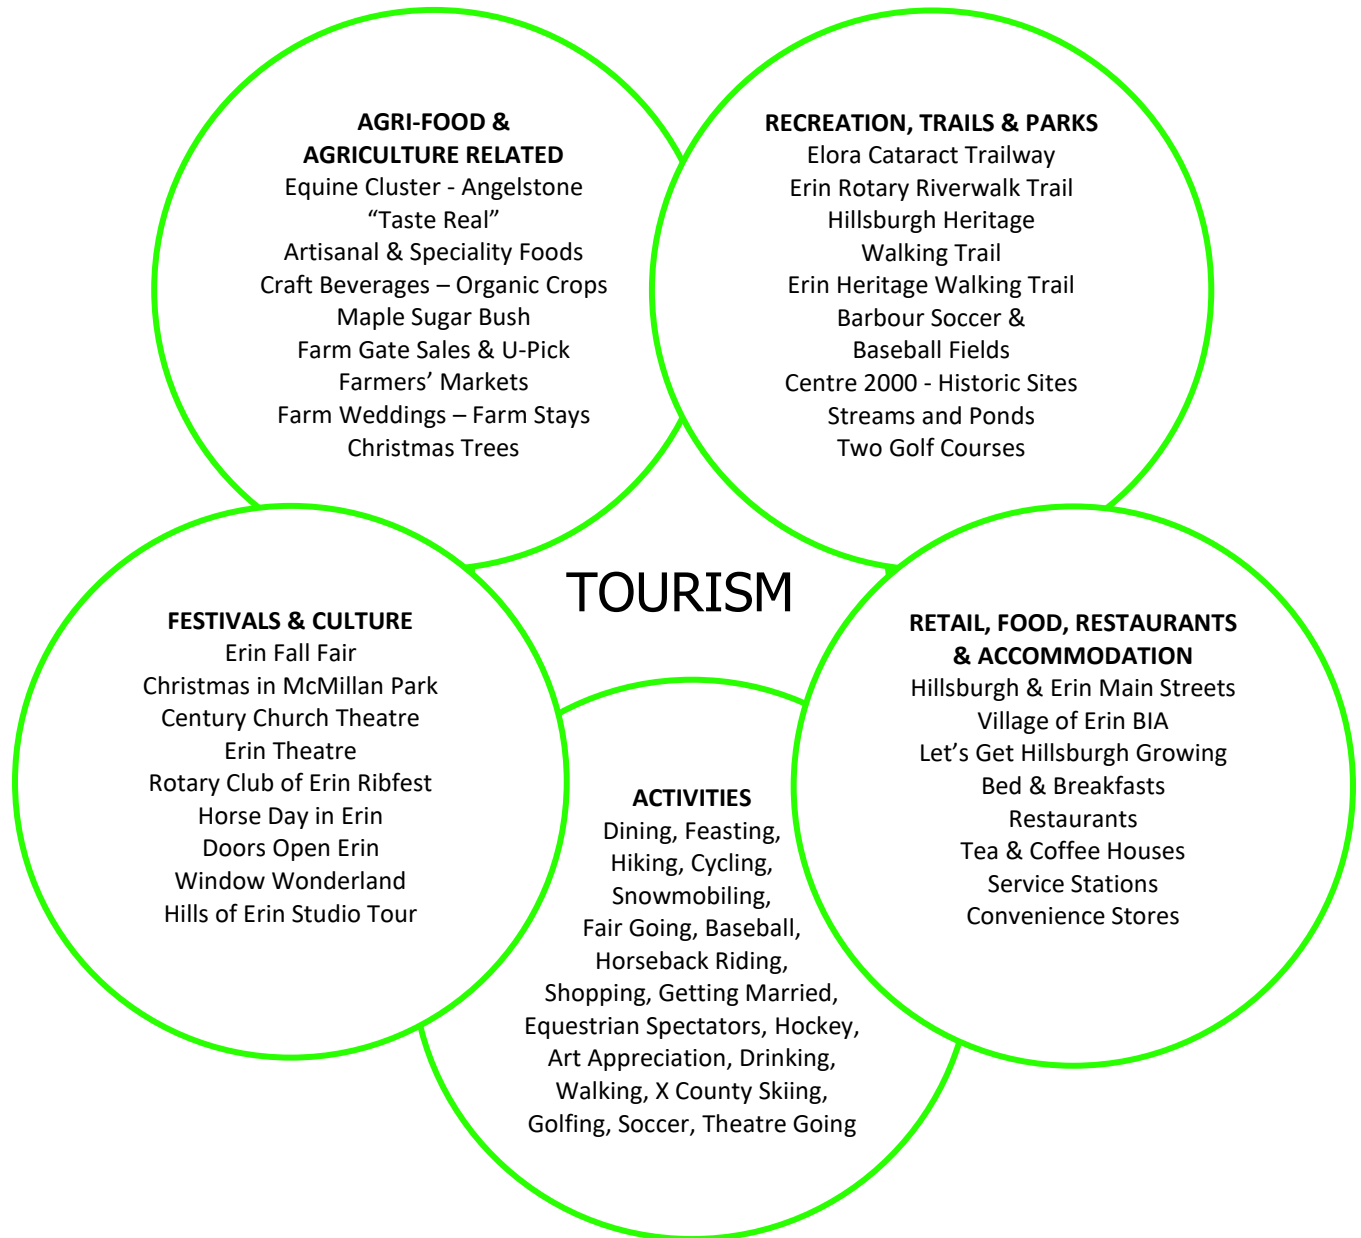 AGRI-FOOD &
AGRICULTURE RELATED
Equine Cluster - Angelstone
“Taste Real”
Artisanal & Speciality Foods
Craft Beverages – Organic Crops
Maple Sugar Bush
Farm Gate Sales & U-Pick
Farmers’ Markets
Farm Weddings – Farm Stays
Christmas Trees
RECREATION, TRAILS & PARKS
Elora Cataract Trailway
Erin Rotary Riverwalk Trail
Hillsburgh Heritage
Walking Trail
Erin Heritage Walking Trail
Barbour Soccer &
Baseball Fields
Centre 2000 - Historic Sites
Streams and Ponds
Two Golf Courses
TOURISM
FESTIVALS & CULTURE
Erin Fall Fair
Christmas in McMillan Park
Century Church Theatre
Erin Theatre
Rotary Club of Erin Ribfest
Horse Day in Erin
Doors Open Erin
Window Wonderland
Hills of Erin Studio Tour
ACTIVITIES
Dining, Feasting,
Hiking, Cycling,
Snowmobiling,
Fair Going, Baseball,
Horseback Riding,
Shopping, Getting Married,
Equestrian Spectators, Hockey,
Art Appreciation, Drinking,
Walking, X County Skiing,
Golfing, Soccer, Theatre Going
RETAIL, FOOD, RESTAURANTS
& ACCOMMODATION
Hillsburgh & Erin Main Streets
Village of Erin BIA
Let’s Get Hillsburgh Growing
Bed & Breakfasts
Restaurants
Tea & Coffee Houses
Service Stations
Convenience Stores